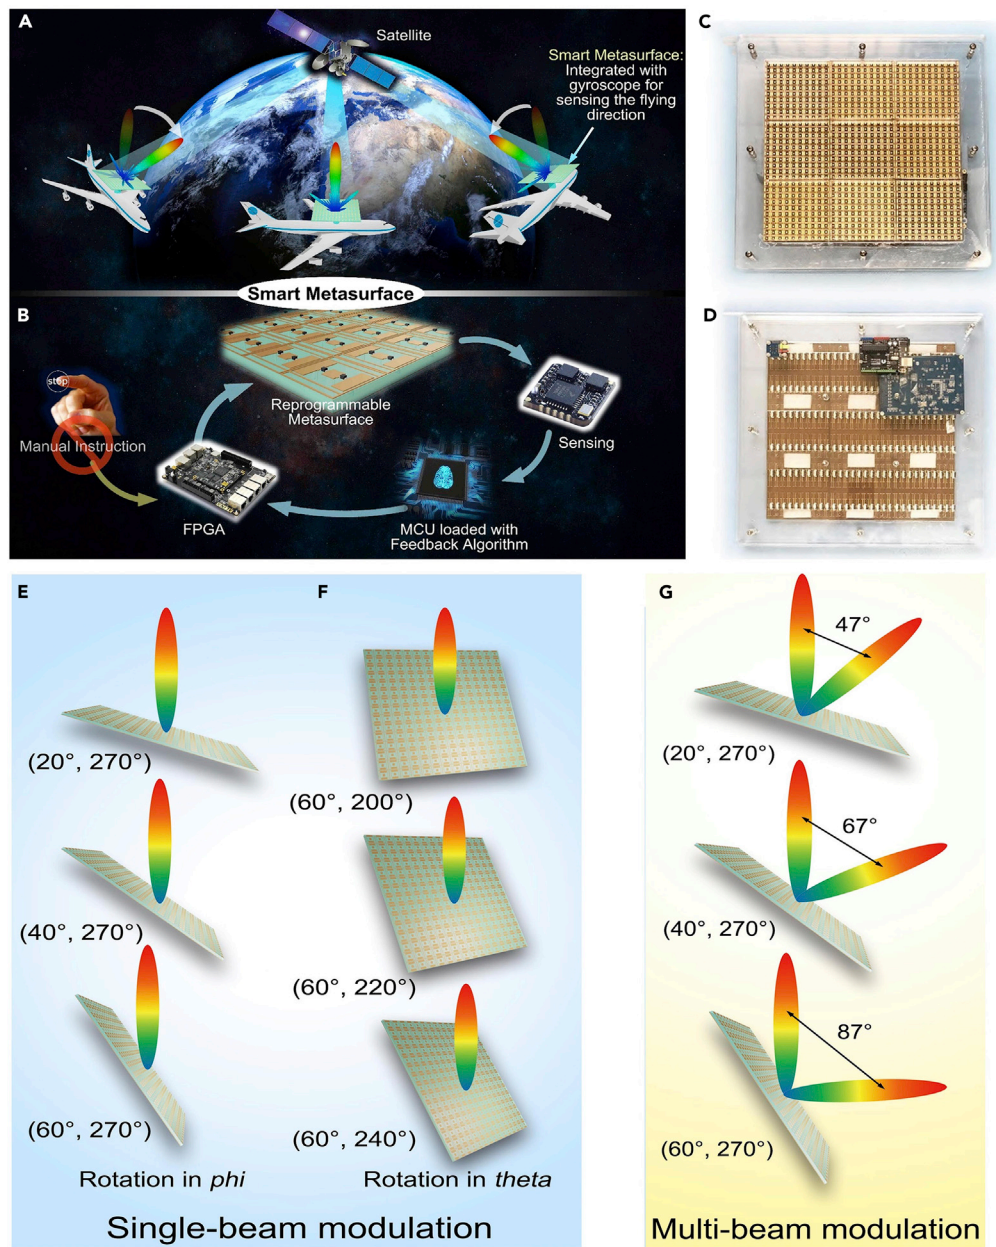 A
Satellite
Smart Metasurface:
Integrated with
gyroscope for
sensing the flying
direction
Smart Metasurface
B
stop
Manual Instruction
Reprogrammable
Metasurface
Sensing
FPGA
MCU loaded with
Feedback Algorithm
C
D
E
(20°, 270°)
(40°, 270°)
(60°, 270°)
Rotation in phi
F
(60°, 200°)
(60°, 220°)
(60°, 240°)
Rotation in theta
Single-beam modulation
G
47°
(20°, 270°)
67°
(40°, 270°)
87°
(60°, 270°)
Multi-beam modulation